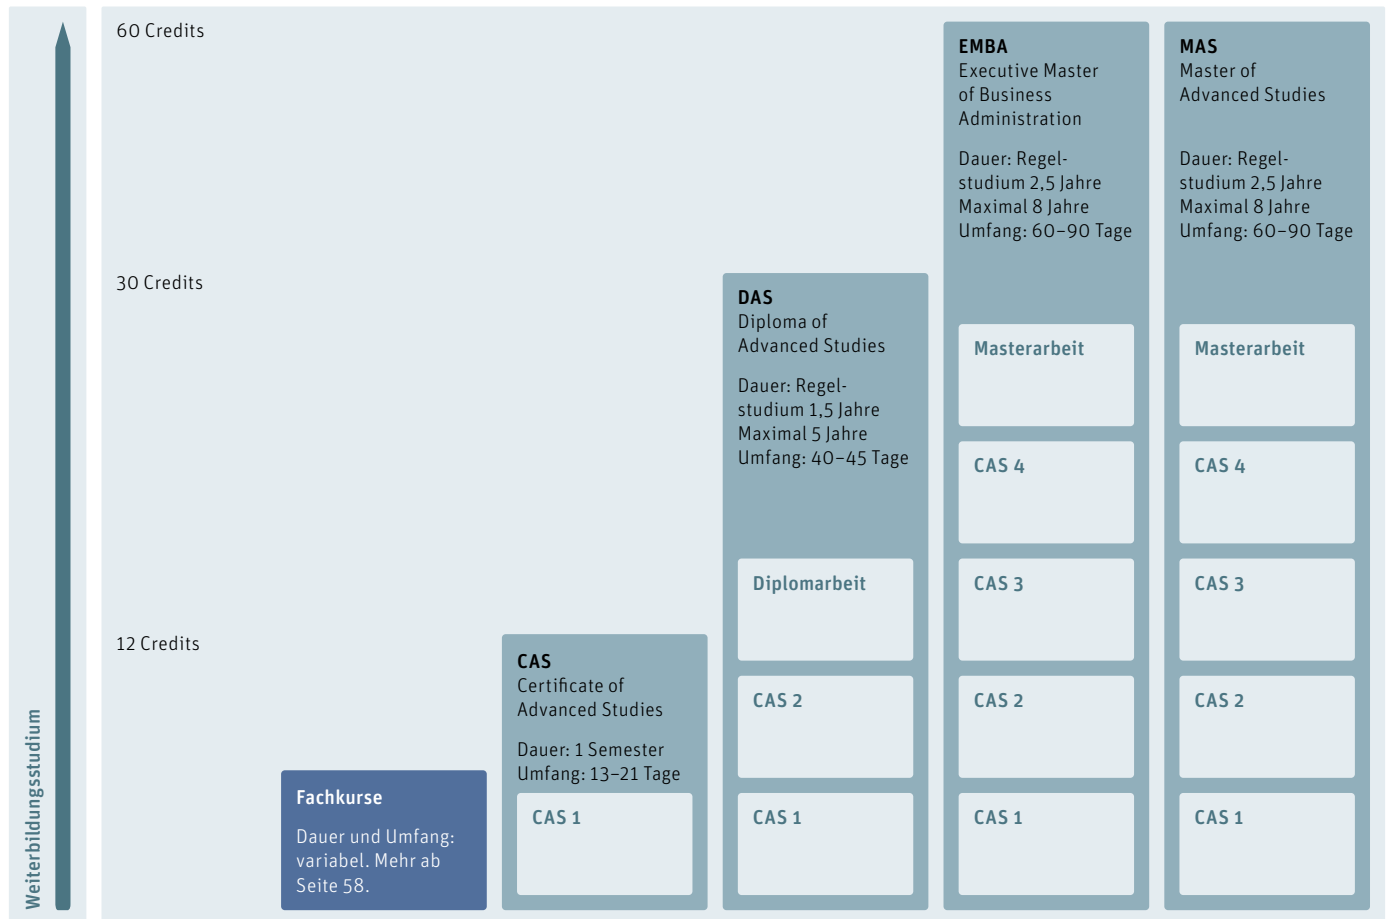 Weiterbildungsstudium
60 Credits
30 Credits
12 Credits
Fachkurse
Dauer und Umfang:
variabel. Mehr ab
Seite 58.
CAS
Certificate of
Advanced Studies
Dauer: 1 Semester
Umfang: 13–21 Tage
CAS 1
DAS
Diploma of
Advanced Studies
Dauer: Regel-
studium 1,5 Jahre
Maximal 5 Jahre
Umfang: 40–45 Tage
Diplomarbeit
CAS 2
CAS 1
EMBA
Executive Master
of Business
Administration
Dauer: Regel-
studium 2,5 Jahre
Maximal 8 Jahre
Umfang: 60–90 Tage
Masterarbeit
CAS 4
CAS 3
CAS 2
CAS 1
MAS
Master of
Advanced Studies
Dauer: Regel-
studium 2,5 Jahre
Maximal 8 Jahre
Umfang: 60–90 Tage
Masterarbeit
CAS 4
CAS 3
CAS 2
CAS 1